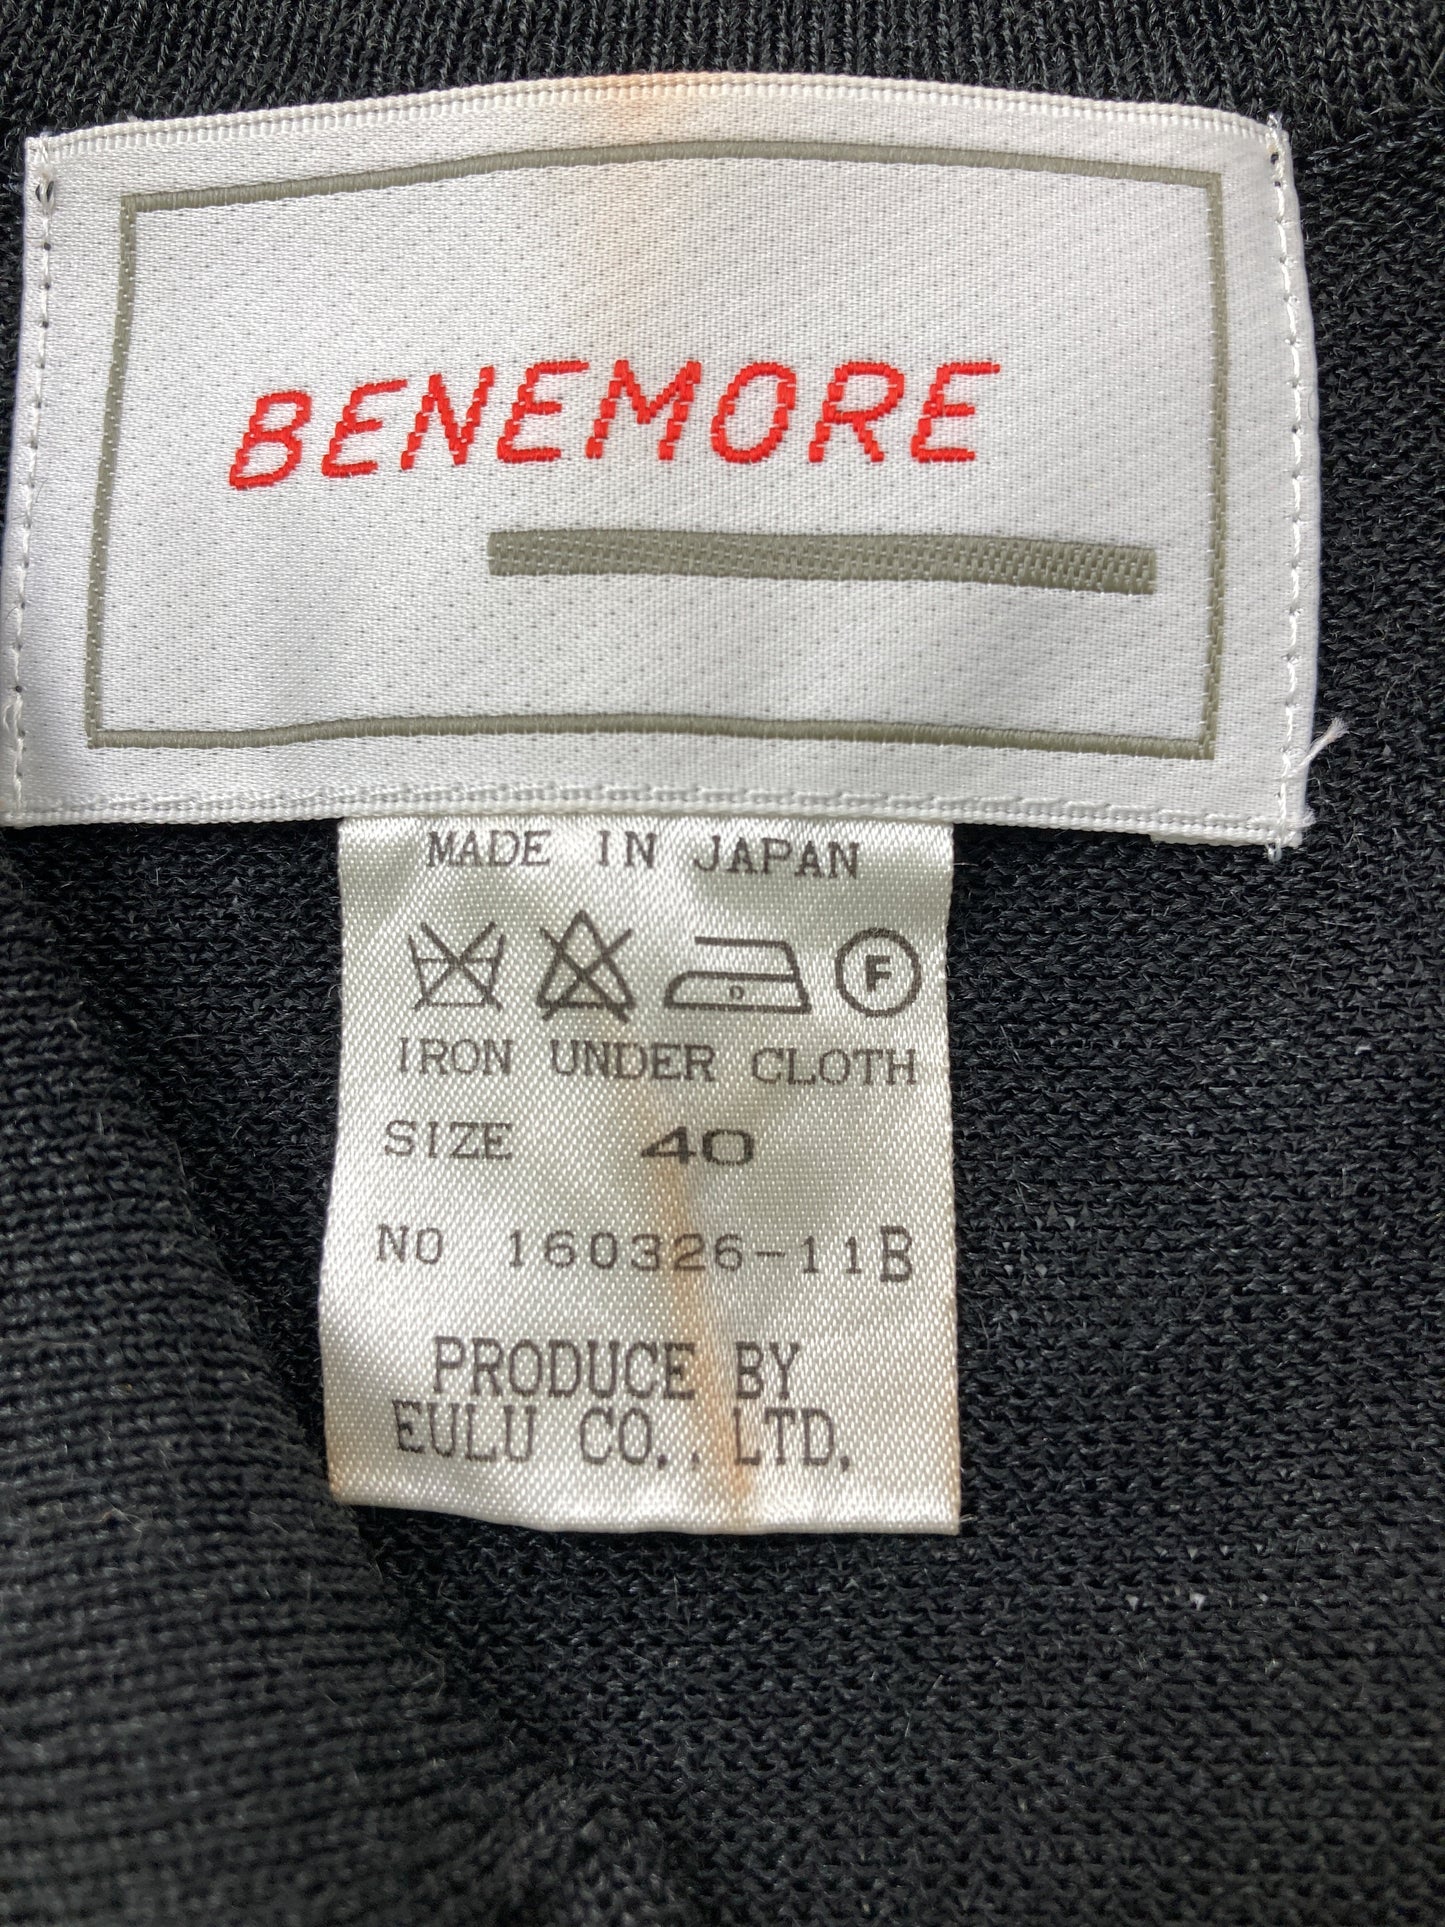 BENEMORE
MADE IN JAPAN
D F
IRON UNDER CLOTH
SIZE 40
NO 160326-11B
PRODUCE BY
EULU CO., LTD.